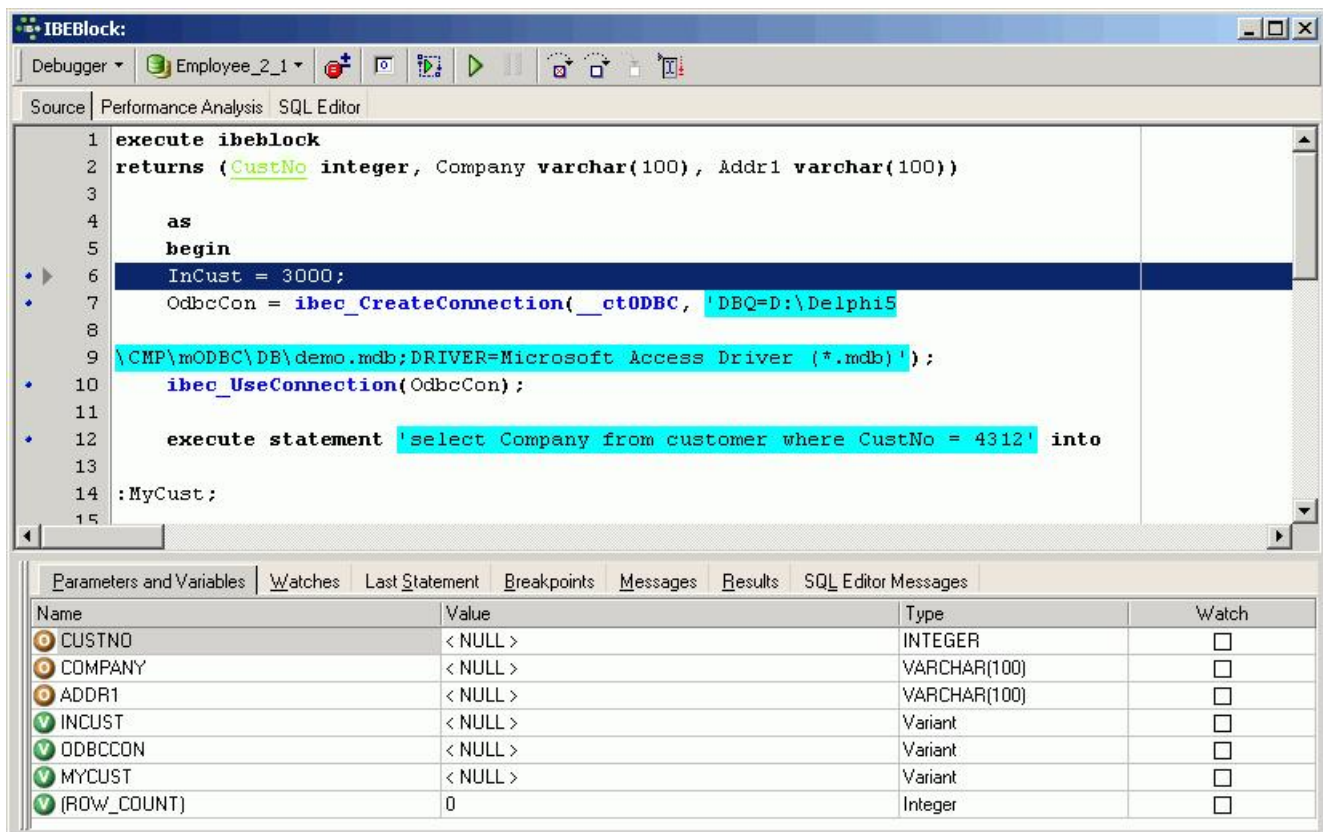 IBEBlock:
Debugger Employee_2_1
Source Performance Analysis SQL Editor
1 execute ibeblock
2 returns (CustNo integer, Company varchar(100), Addr1 varchar(100))
3
4 as
5 begin
6 InCust = 3000;
7 OdbcCon = ibec_CreateConnection(__ctODBC, 'DBQ=D:\Delphi5
8
9 \CMP\mODBC\DB\demo.mdb;DRIVER=Microsoft Access Driver (*.mdb)');
10 ibec_UseConnection(OdbcCon);
11
12 execute statement 'select Company from customer where CustNo = 4312' into
13
14 :MyCust;
15
Parameters and Variables Watches Last Statement Breakpoints Messages Results SQL Editor Messages
Name Value Type Watch
O CUSTNO < NULL > INTEGER
O COMPANY < NULL > VARCHAR(100)
O ADDR1 < NULL > VARCHAR(100)
V INCUST < NULL > Variant
V ODBCCON < NULL > Variant
V MYCUST < NULL > Variant
V (ROW_COUNT) 0 Integer